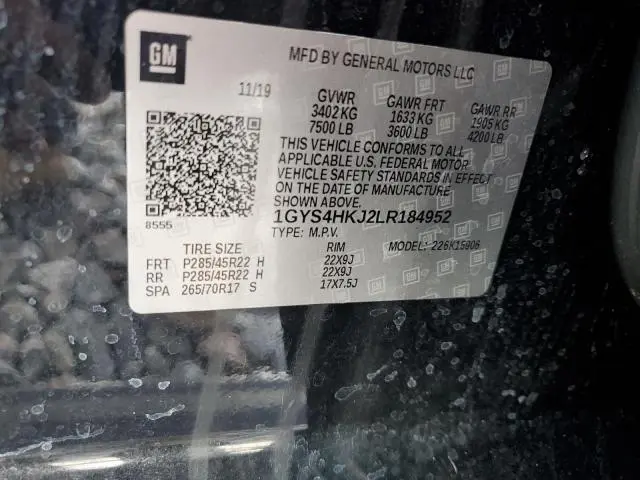 GM
MFD BY GENERAL MOTORS LLC
11/19
GVWR GAWR FRT GAWR RR
3402 KG 1633 KG 1905 KG
7500 LB 3600 LB 4200 LB
THIS VEHICLE CONFORMS TO ALL
APPLICABLE U.S. FEDERAL MOTOR
VEHICLE SAFETY STANDARDS IN EFFECT
ON THE DATE OF MANUFACTURE
1GYS4HKJ2LR184952
8555
TYPE: M.P.V. MODEL: 226K15906
TIRE SIZE RIM
FRT P285/45R22 H 22X9J
RR P285/45R22 H 22X9J
SPA 265/70R17 S 17X7.5J